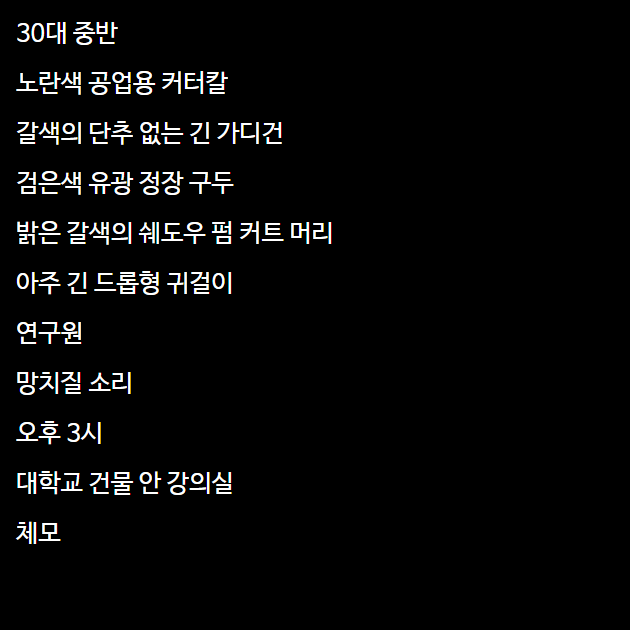 30대 중반
노란색 공업용 커터칼
갈색의 단추 없는 긴 가디건
검은색 유광 정장 구두
밝은 갈색의 쉐도우 펌 커트 머리
아주 긴 드롭형 귀걸이
연구원
망치질 소리
오후 3시
대학교 건물 안 강의실
체모